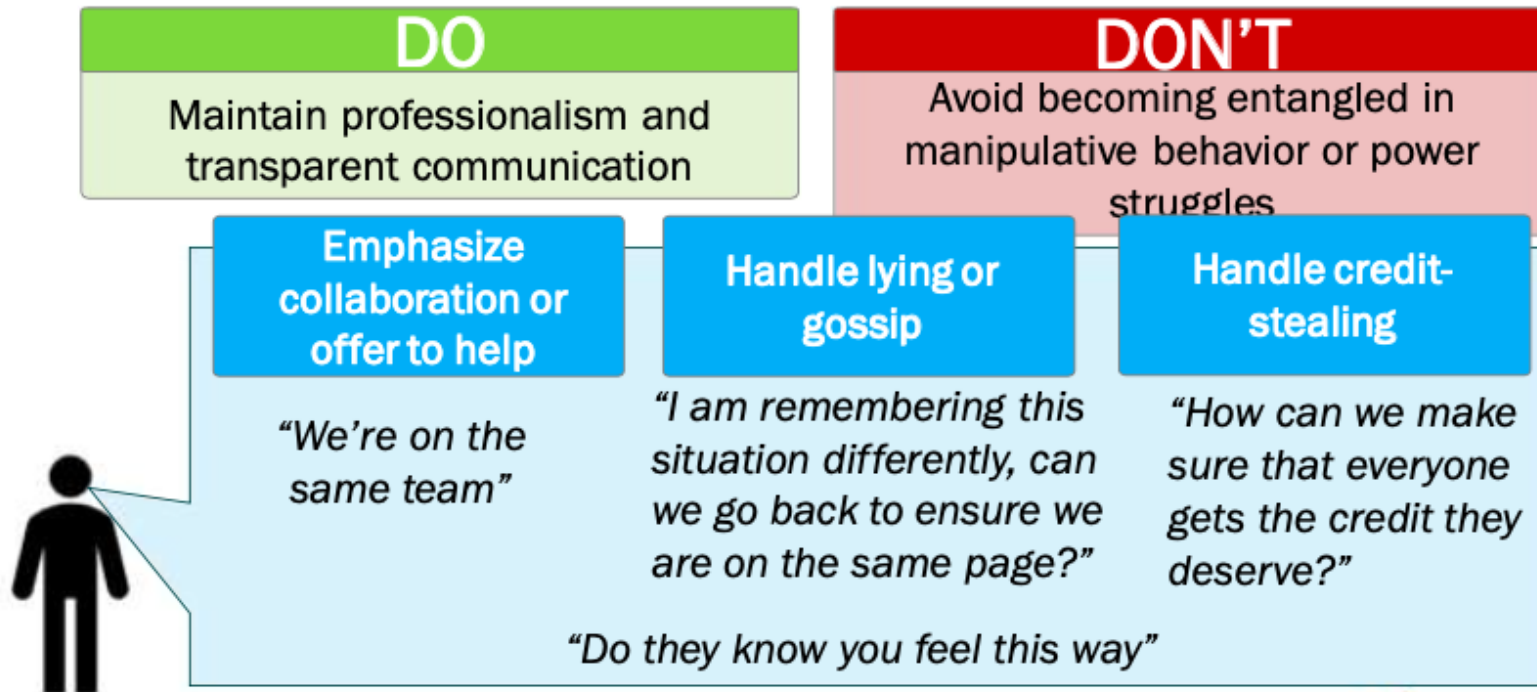 DO
Maintain professionalism and
transparent communication
DON’T
Avoid becoming entangled in
manipulative behavior or power
struggles
Emphasize
collaboration or
offer to help
“We’re on the
same team”
Handle lying or
gossip
“I am remembering this
situation differently, can
we go back to ensure we
are on the same page?”
Handle credit-
stealing
“How can we make
sure that everyone
gets the credit they
deserve?”
“Do they know you feel this way”